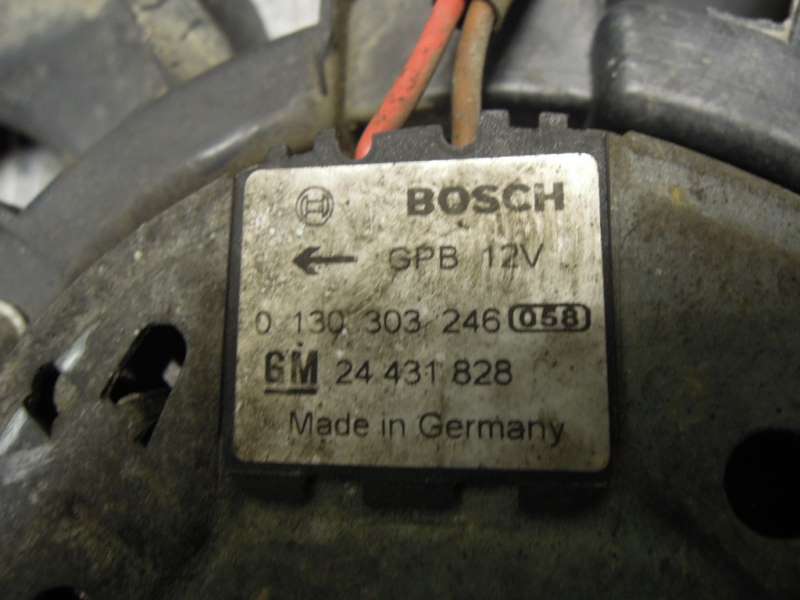 BOSCH
GPB 12V
0 130 303 246 058
GM 24 431 828
Made in Germany